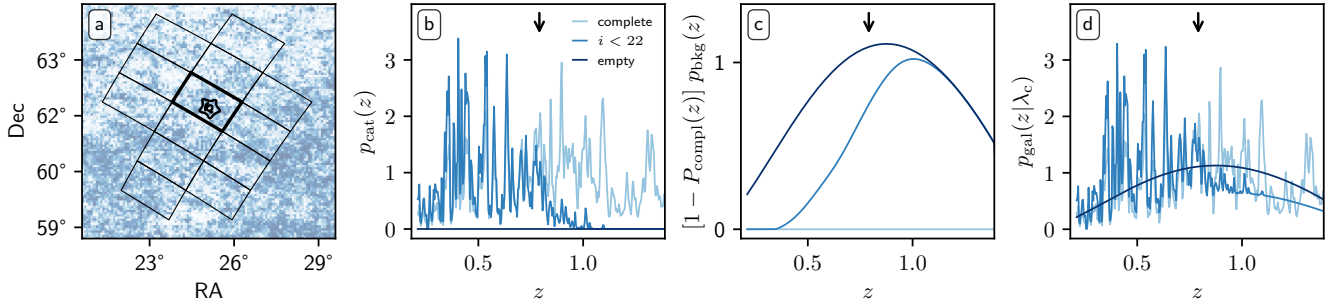 a
63°
62°
60°
59°
Dec
23°
26°
29°
RA
b
complete
i < 22
empty
3
2
1
0
p_cat(z)
0.5
1.0
z
c
1
0
[1 − P_compl(z)] p_bkg(z)
0.5
1.0
z
d
3
2
1
0
p_gal(z|λ_c)
0.5
1.0
z